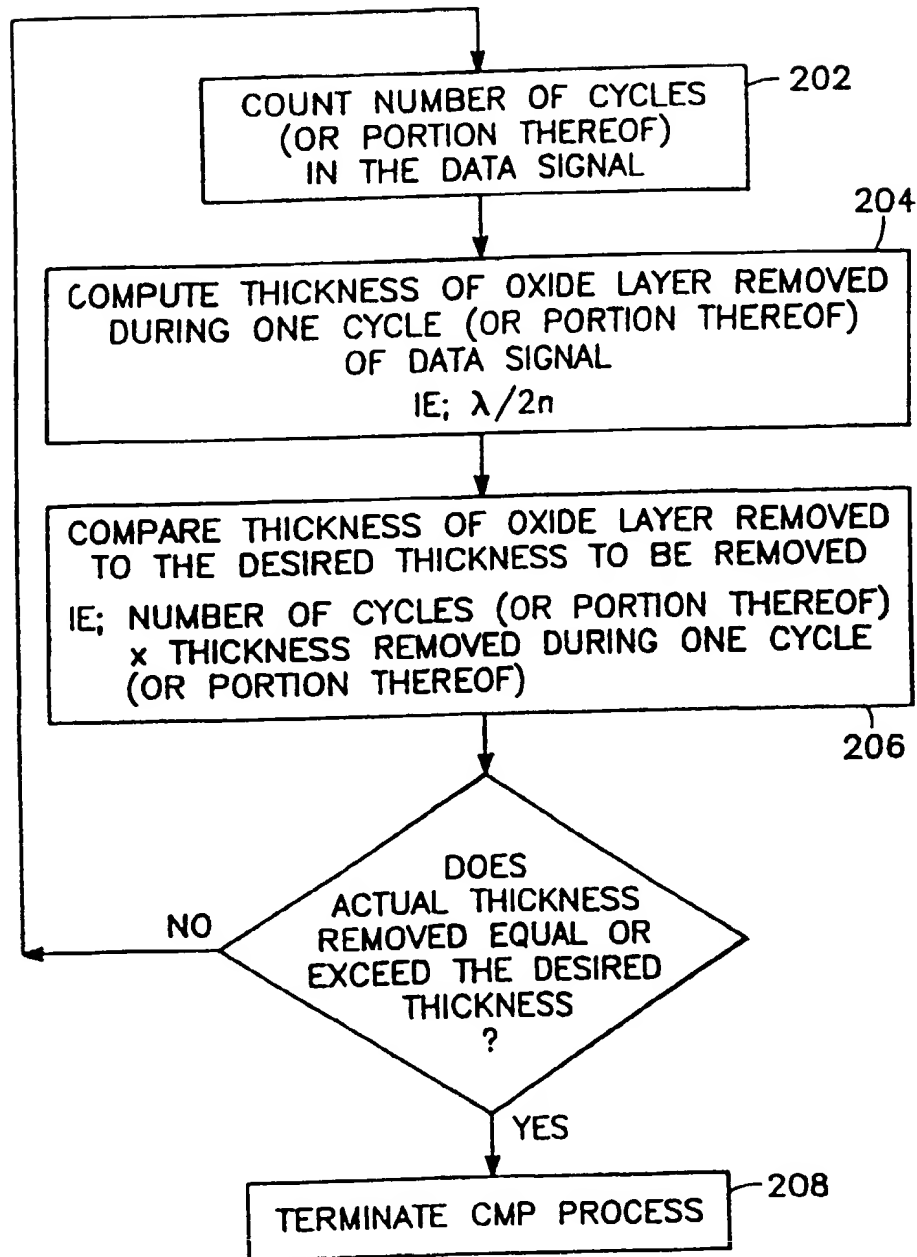 COUNT NUMBER OF CYCLES
(OR PORTION THEREOF)
IN THE DATA SIGNAL
202
204
COMPUTE THICKNESS OF OXIDE LAYER REMOVED
DURING ONE CYCLE (OR PORTION THEREOF)
OF DATA SIGNAL
IE; λ/2n
COMPARE THICKNESS OF OXIDE LAYER REMOVED
TO THE DESIRED THICKNESS TO BE REMOVED
IE; NUMBER OF CYCLES (OR PORTION THEREOF)
x THICKNESS REMOVED DURING ONE CYCLE
(OR PORTION THEREOF)
206
DOES
ACTUAL THICKNESS
REMOVED EQUAL OR
EXCEED THE DESIRED
THICKNESS
?
NO
YES
TERMINATE CMP PROCESS
208